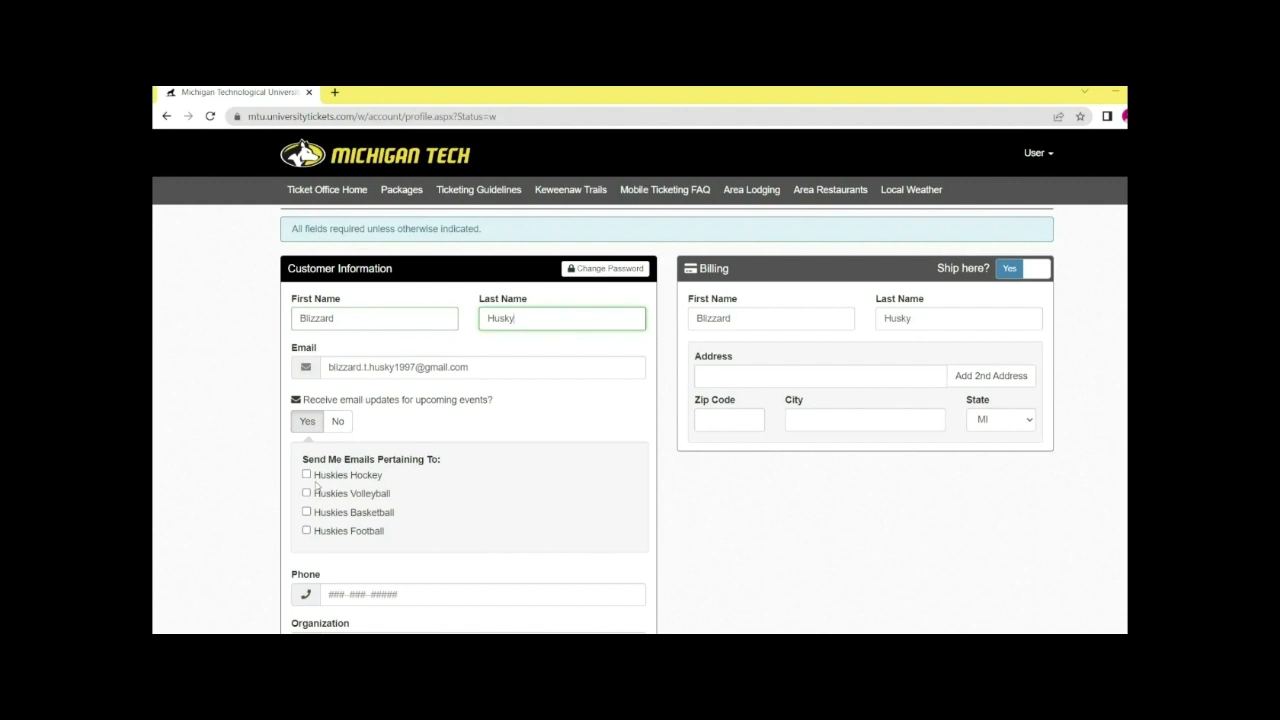 Michigan Technological Universit
mtu.universitytickets.com/w/account/profile.aspx?Status=w
MICHIGAN TECH
User
Ticket Office Home Packages Ticketing Guidelines Keweenaw Trails Mobile Ticketing FAQ Area Lodging Area Restaurants Local Weather
All fields required unless otherwise indicated.
Customer Information Change Password
First Name Last Name
Blizzard Husky
Email
blizzard.t.husky1997@gmail.com
Receive email updates for upcoming events?
Yes No
Send Me Emails Pertaining To:
Huskies Hockey
Huskies Volleyball
Huskies Basketball
Huskies Football
Phone
###-###-#####
Organization
Billing Ship here? Yes
First Name Last Name
Blizzard Husky
Address
Add 2nd Address
Zip Code City State
MI